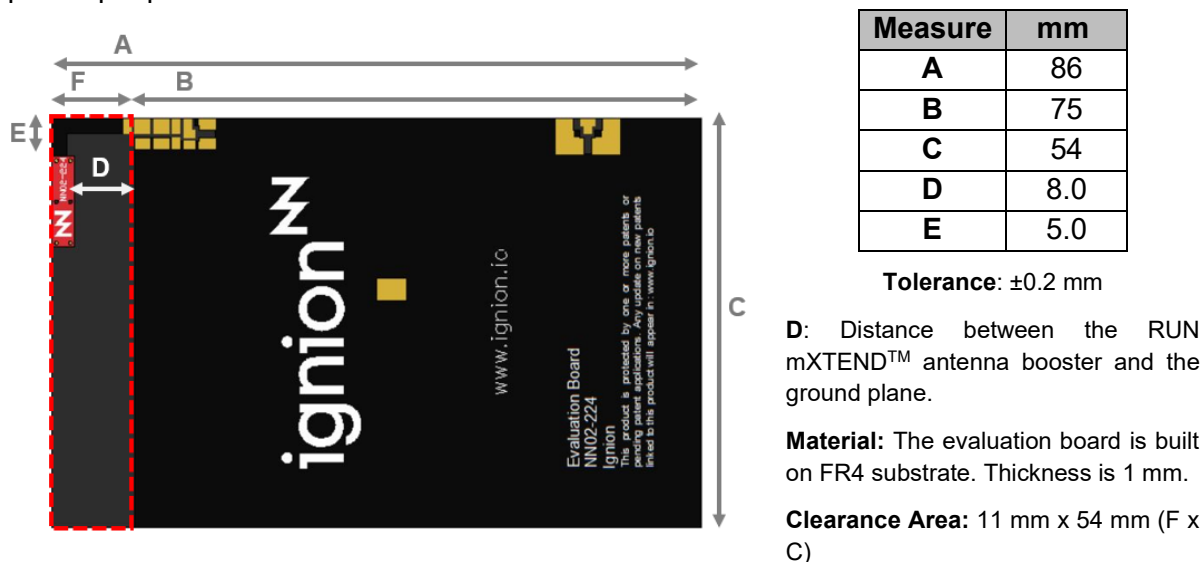 A
F
B
E
D
NN02-224
C
ignion
www.ignion.io
Evaluation Board
NN02-224
Ignion
This product is protected by one or more patents or
pending patent applications. Any update on new patents
linked to this product will appear in: www.ignion.io
Measure mm
A 86
B 75
C 54
D 8.0
E 5.0
Tolerance: ±0.2 mm
D: Distance between the RUN
mXTEND™ antenna booster and the
ground plane.
Material: The evaluation board is built
on FR4 substrate. Thickness is 1 mm.
Clearance Area: 11 mm x 54 mm (F x
C)